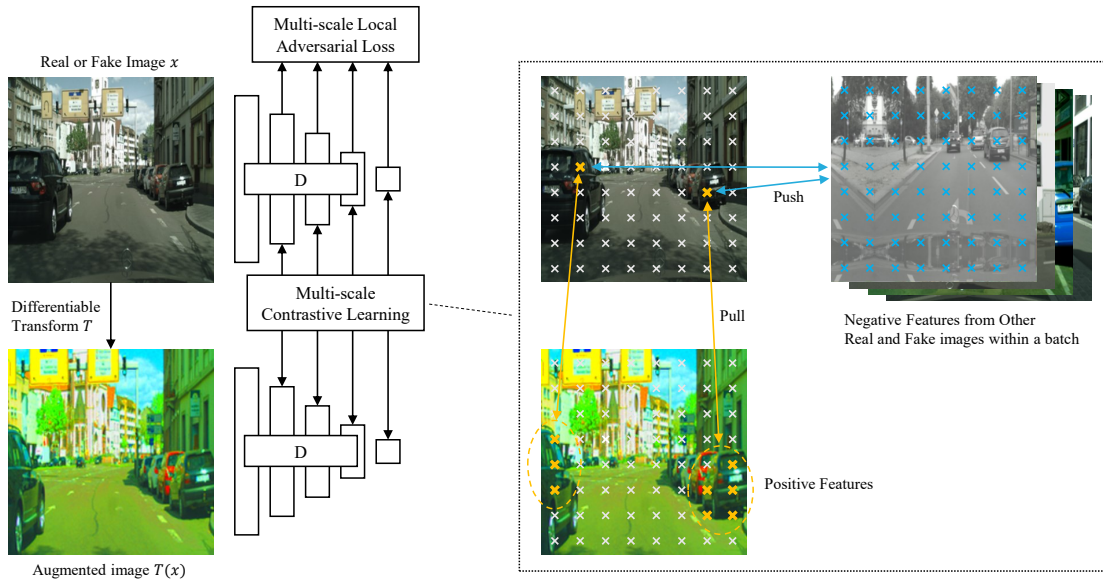 Multi-scale Local
Adversarial Loss
Real or Fake Image x
D
Push
Differentiable
Transform T
Multi-scale
Contrastive Learning
Pull
Negative Features from Other
Real and Fake images within a batch
D
Positive Features
Augmented image T(x)